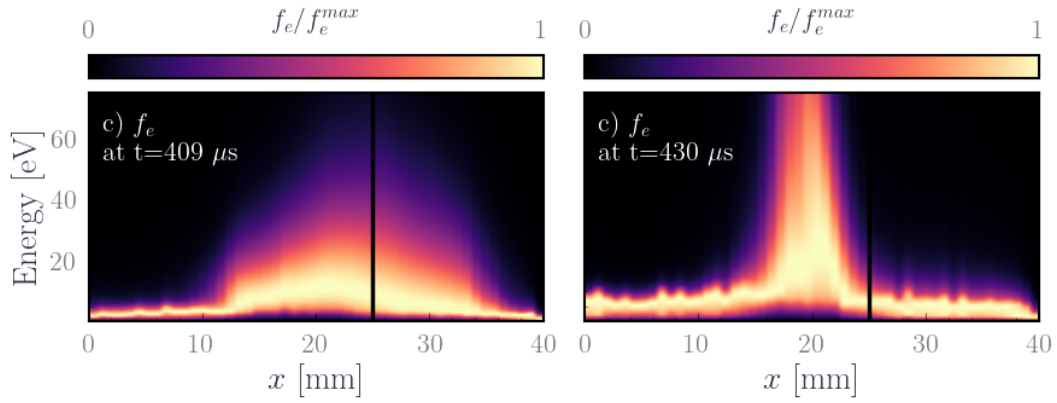 $f_e/f_e^{max}$ $f_e/f_e^{max}$
0 1 0 1
c) $f_e$ c) $f_e$
at t=409 μs at t=430 μs
Energy [eV]
60
40
20
0 10 20 30 40 0 10 20 30 40
x [mm] x [mm]